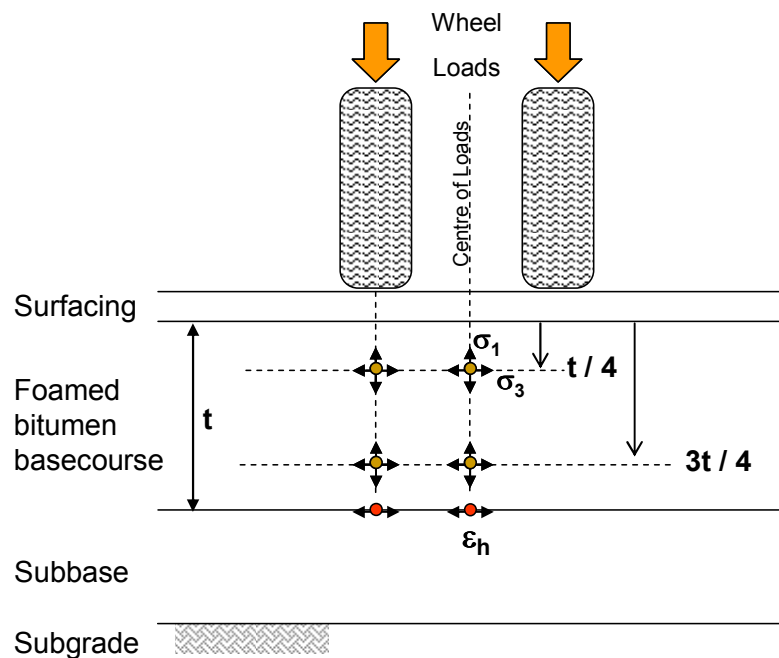 Wheel
Loads
Centre of Loads
Surfacing
σ1
t / 4
σ3
Foamed
bitumen
basecourse
t
3t / 4
εh
Subbase
Subgrade